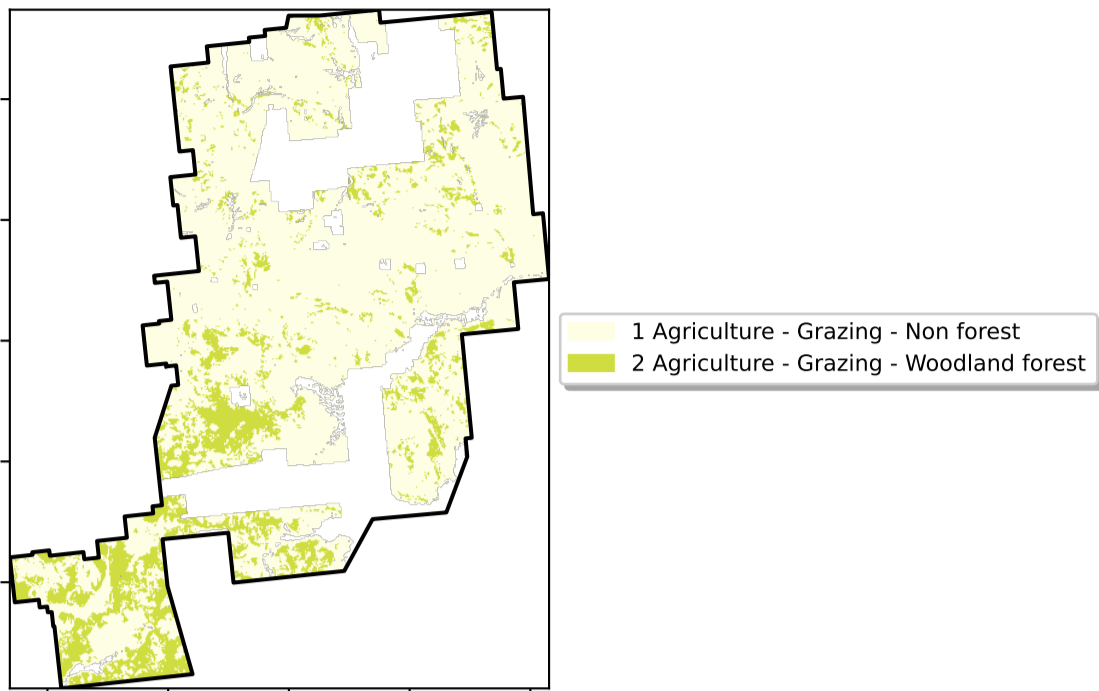 1 Agriculture - Grazing - Non forest
2 Agriculture - Grazing - Woodland forest